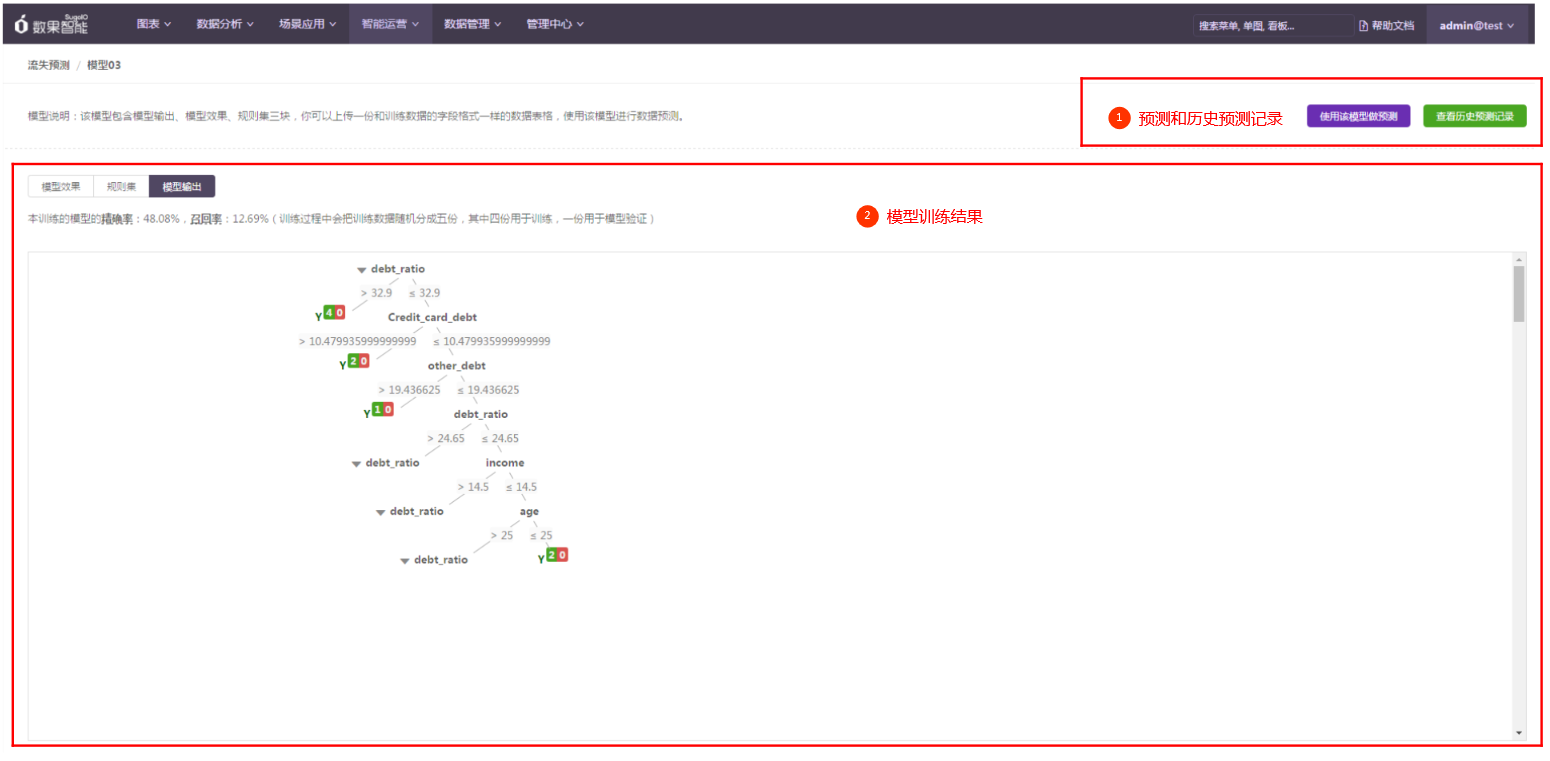 SugoIO
数果智能 图表 数据分析 场景应用 智能运营 数据管理 管理中心 搜索菜单, 单图, 看板... 帮助文档 admin@test
流失预测 / 模型03
模型说明：该模型包含模型输出、模型效果、规则集三块，你可以上传一份和训练数据的字段格式一样的数据表格，使用该模型进行数据预测。 1 预测和历史预测记录 使用该模型做预测 查看历史预测记录
模型效果 规则集 模型输出
本训练的模型的精确率：48.08%，召回率：12.69%（训练过程中会把训练数据随机分成五份，其中四份用于训练，一份用于模型验证） 2 模型训练结果
debt_ratio
> 32.9 ≤ 32.9
Y 4 0 Credit_card_debt
> 10.479935999999999 ≤ 10.479935999999999
Y 2 0 other_debt
> 19.436625 ≤ 19.436625
Y 1 0 debt_ratio
> 24.65 ≤ 24.65
debt_ratio income
> 14.5 ≤ 14.5
debt_ratio age
> 25 ≤ 25
debt_ratio Y 2 0